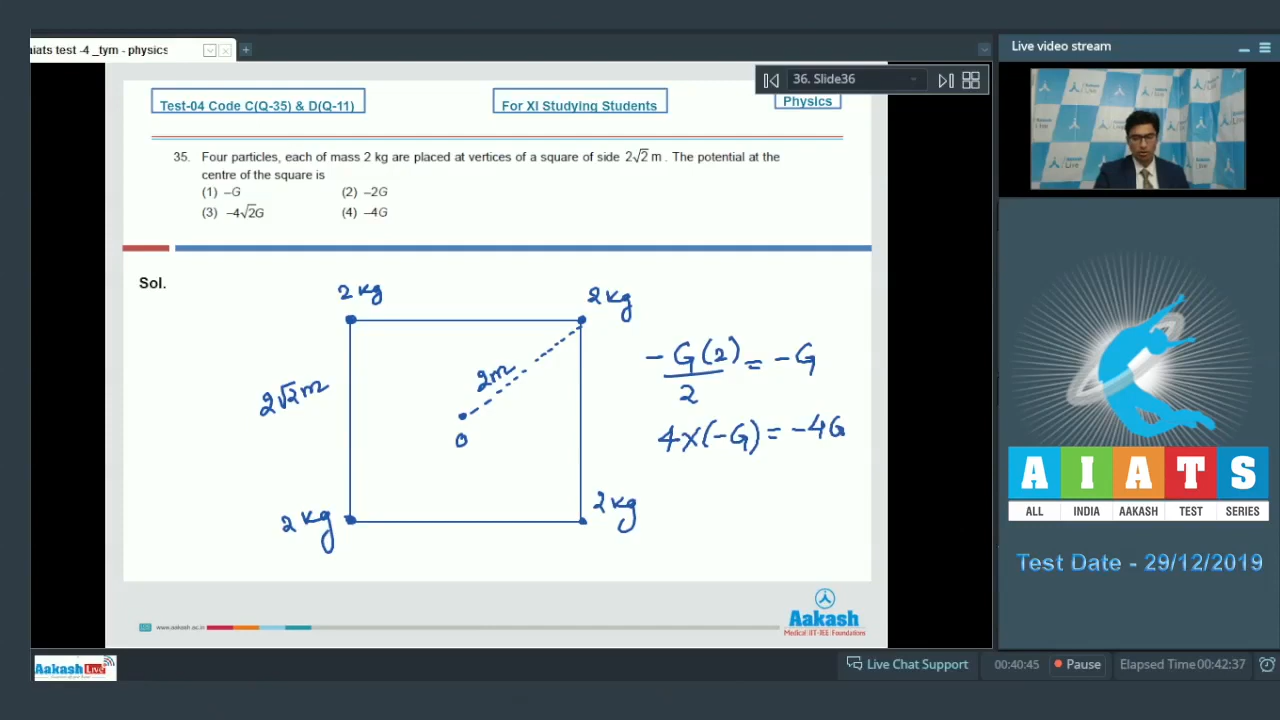 aiats test -4 _tym - physics
Live video stream
36. Slide36
Test-04 Code C(Q-35) & D(Q-11)
For XI Studying Students
Physics
35. Four particles, each of mass 2 kg are placed at vertices of a square of side 2√2 m . The potential at the
centre of the square is
(1) –G (2) –2G
(3) –4√2G (4) –4G
Sol.
2 kg
2 kg
2√2 m
2m
O
2 kg
2 kg
-G(2)/2 = -G
4×(-G) = -4G
AIATS
ALL INDIA AAKASH TEST SERIES
Test Date - 29/12/2019
www.aakash.ac.in
Aakash
Medical|IIT-JEE|Foundations
Aakash Live
Live Chat Support
00:40:45
Pause
Elapsed Time 00:42:37